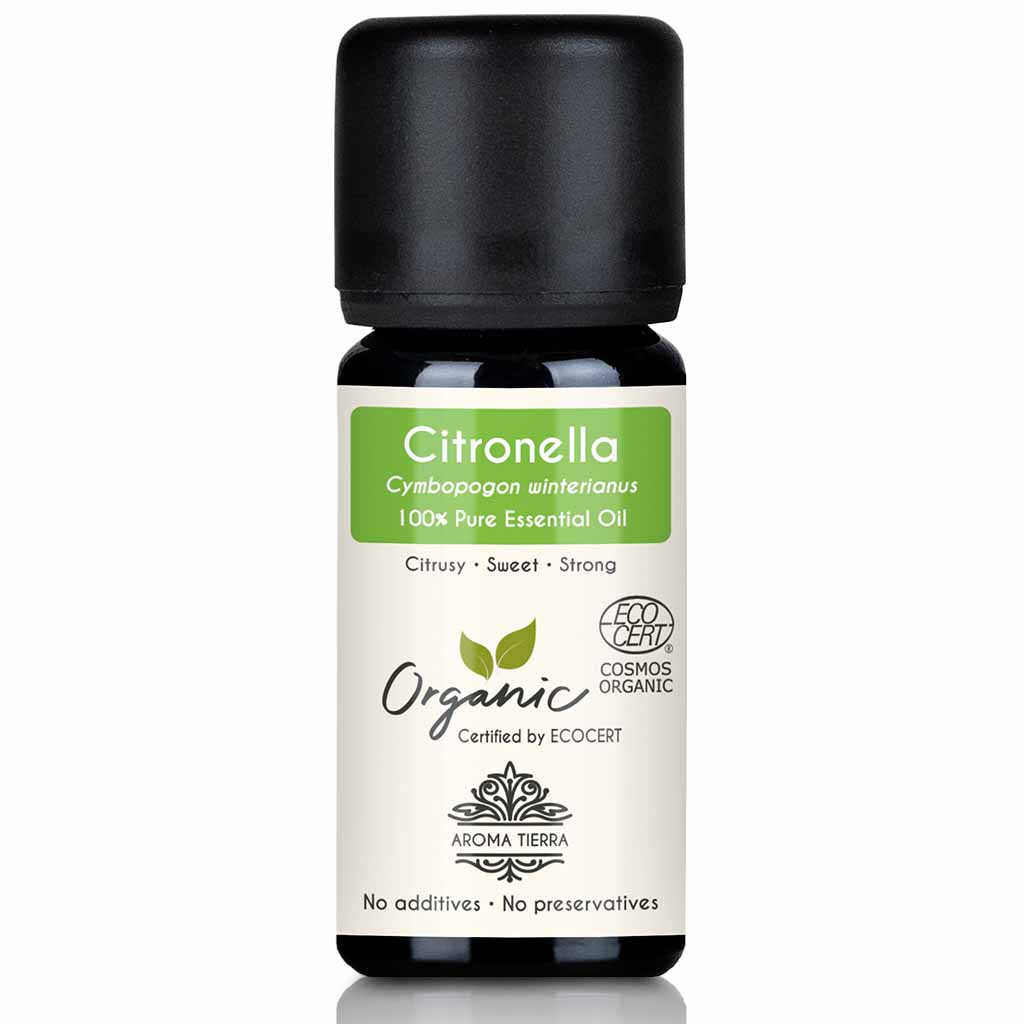 Citronella
Cymbopogon winterianus
100% Pure Essential Oil
Citrusy • Sweet • Strong
ECO
CERT
®
COSMOS
ORGANIC
Organic
Certified by ECOCERT
AROMA TIERRA
No additives • No preservatives